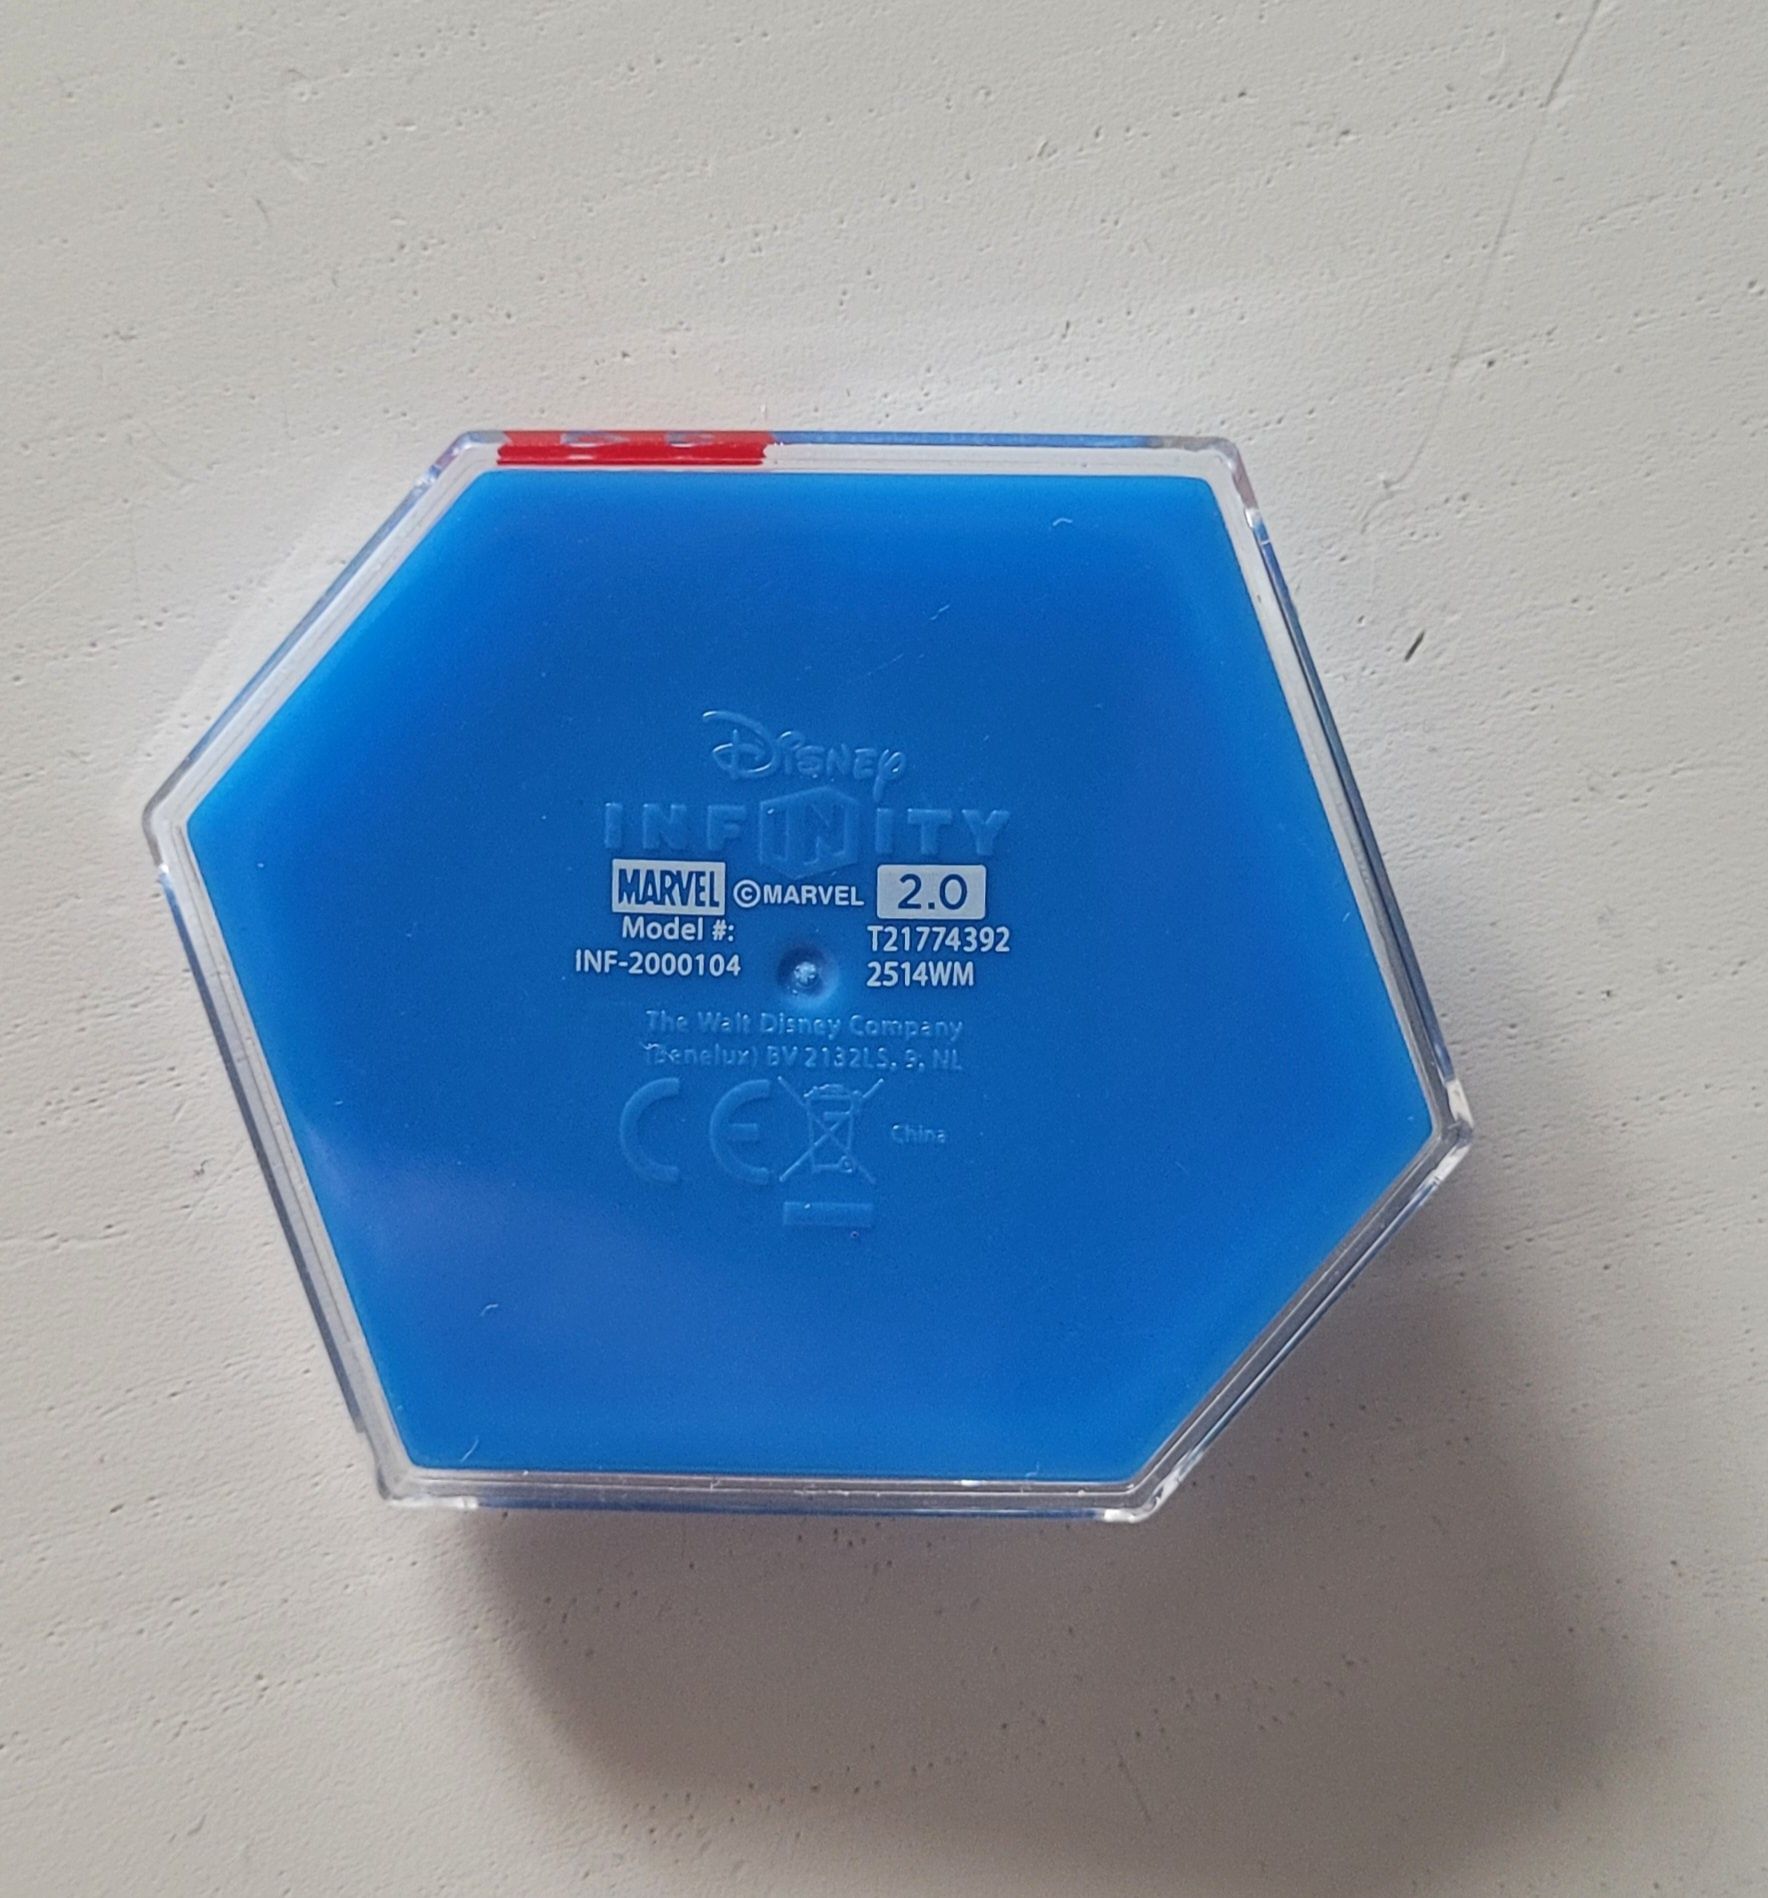 Disney
INFINITY
MARVEL ©MARVEL 2.0
Model #: T21774392
INF-2000104 2514WM
The Walt Disney Company
(Benelux) BV 2132LS, 9, NL
CE China